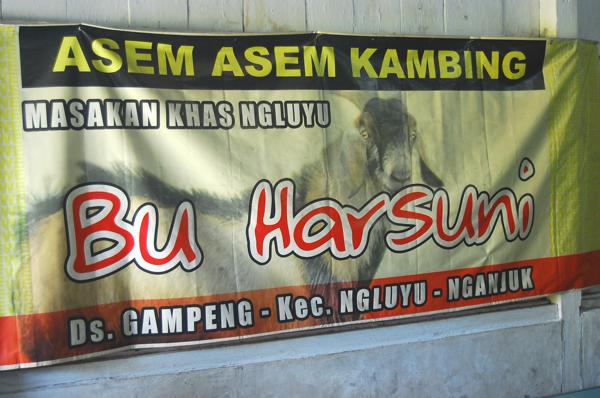 ASEM ASEM KAMBING
MASAKAN KHAS NGLUYU
Bu Harsuni
Ds. GAMPENG - Kec. NGLUYU - NGANJUK